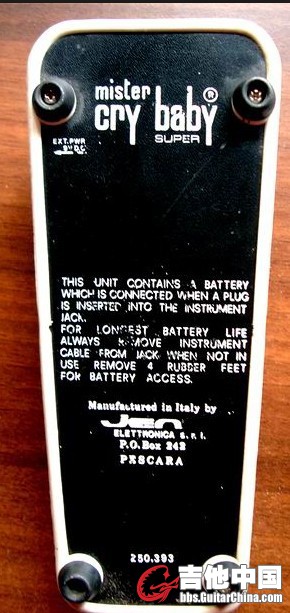 mister
cry baby ®
SUPER
EXT. PWR
9V DC
THIS UNIT CONTAINS A BATTERY
WHICH IS CONNECTED WHEN A PLUG
IS INSERTED INTO THE INSTRUMENT
JACK.
FOR LONGEST BATTERY LIFE
ALWAYS REMOVE INSTRUMENT
CABLE FROM JACK WHEN NOT IN
USE REMOVE 4 RUBBER FEET
FOR BATTERY ACCESS.
Manufactured in Italy by
Jen
ELETTRONICA s.r.l.
P.O. Box 242
PESCARA
250.393
吉他中国
bbs.GuitarChina.com